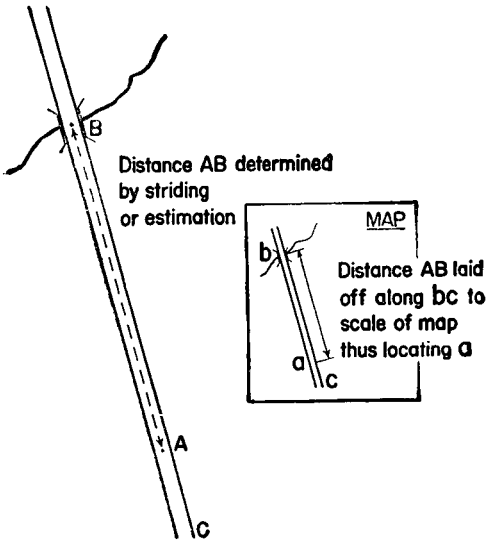 B
Distance AB determined
by striding
or estimation
MAP
b
Distance AB laid
off along bc to
scale of map
thus locating a
a
c
A
C